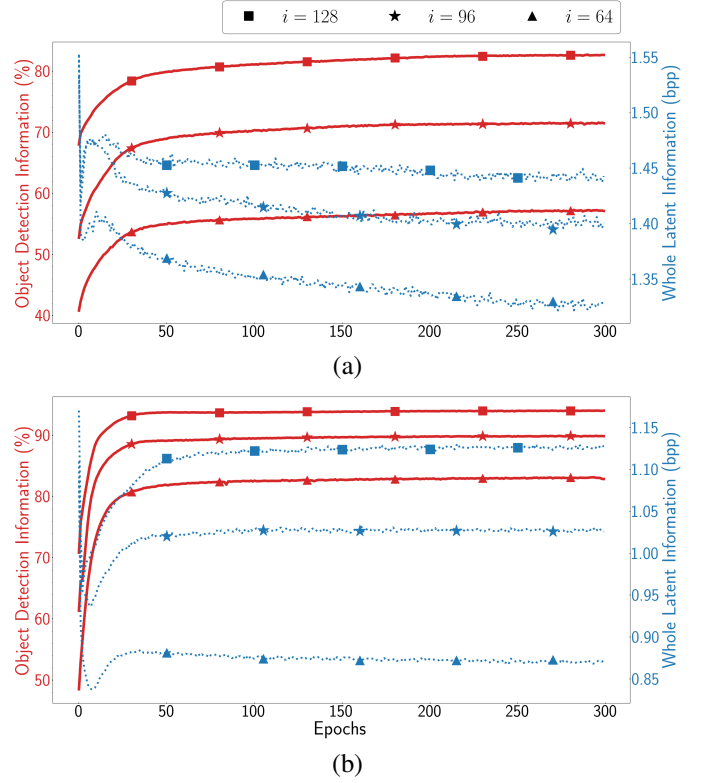 i = 128 i = 96 i = 64
Object Detection Information (%)
80
70
60
50
40
1.55
1.50
1.45
1.40
1.35
Whole Latent Information (bpp)
0 50 100 150 200 250 300
(a)
Object Detection Information (%)
90
80
70
60
50
1.15
1.10
1.05
1.00
0.95
0.90
0.85
Whole Latent Information (bpp)
0 50 100 150 200 250 300
Epochs
(b)